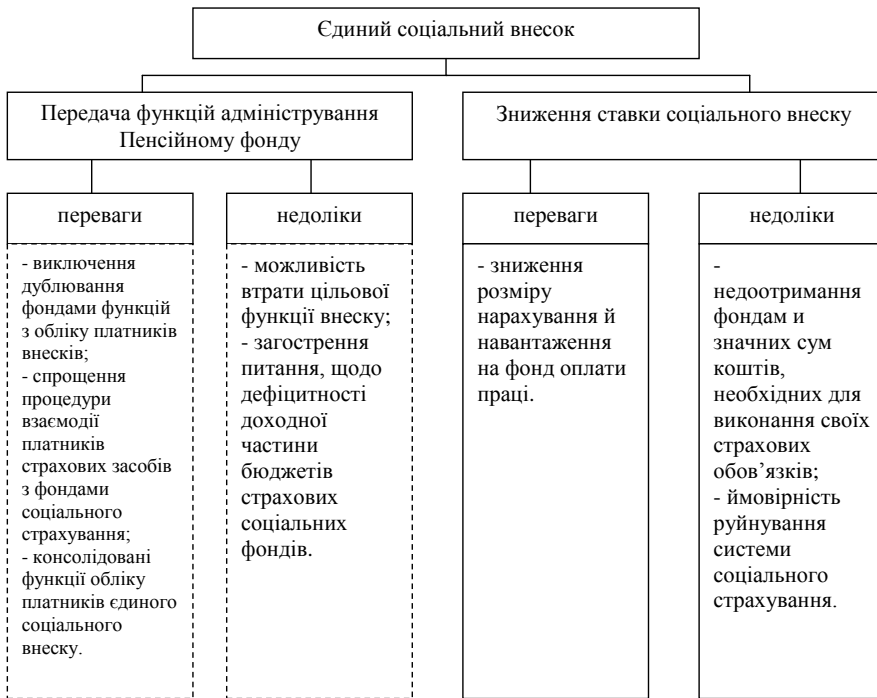 Єдиний соціальний внесок
Передача функцій адміністрування
Пенсійному фонду
Зниження ставки соціального внеску
переваги
недоліки
переваги
недоліки
- виключення
дублювання
фондами функцій
з обліку платників
внесків;
- спрощення
процедури
взаємодії
платників
страхових засобів
з фондами
соціального
страхування;
- консолідовані
функції обліку
платників єдиного
соціального
внеску.
- можливість
втрати цільової
функції внеску;
- загострення
питання, щодо
дефіцитності
доходної
частини
бюджетів
страхових
соціальних
фондів.
- зниження
розміру
нарахування й
навантаження
на фонд оплати
праці.
-
недоотримання
фондам и
значних сум
коштів,
необхідних для
виконання своїх
страхових
обов’язків;
- ймовірність
руйнування
системи
соціального
страхування.